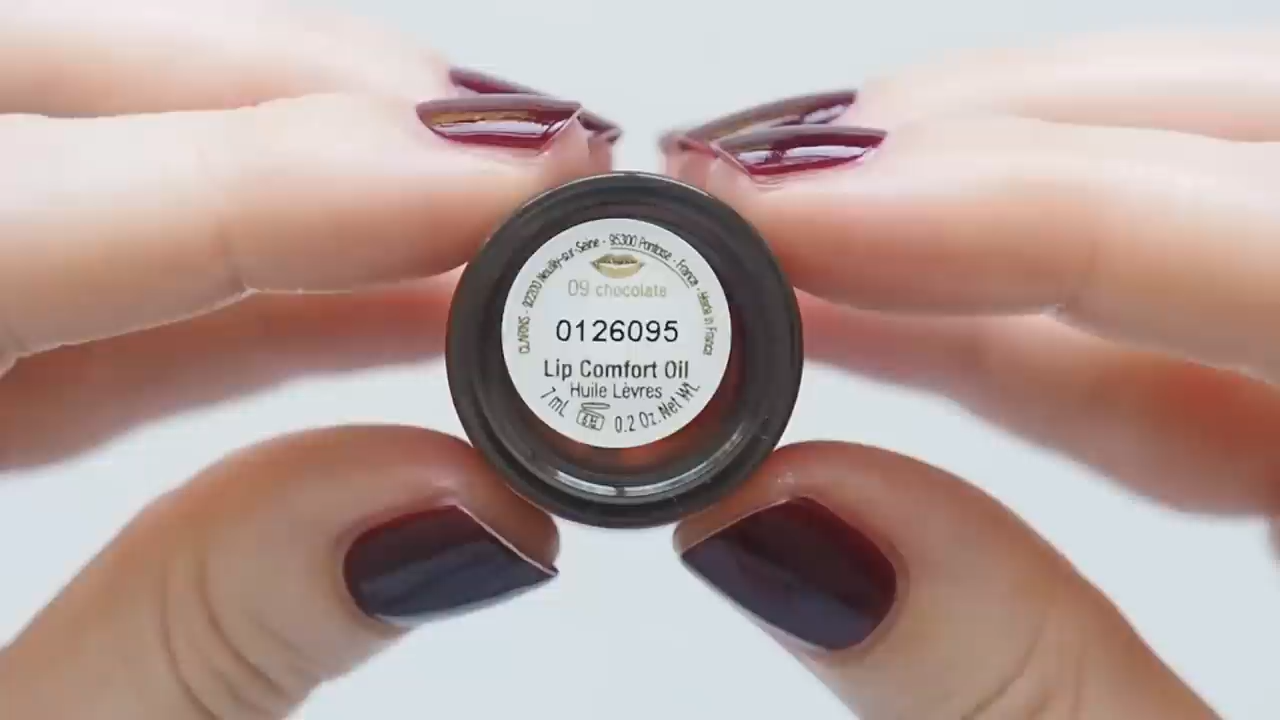 CLARINS - 92200 Neuilly-sur-Seine - 95300 Pontoise - France - Made in France
09 chocolate
0126095
Lip Comfort Oil
Huile Lèvres
7 mL 0.2 Oz. Net Wt.